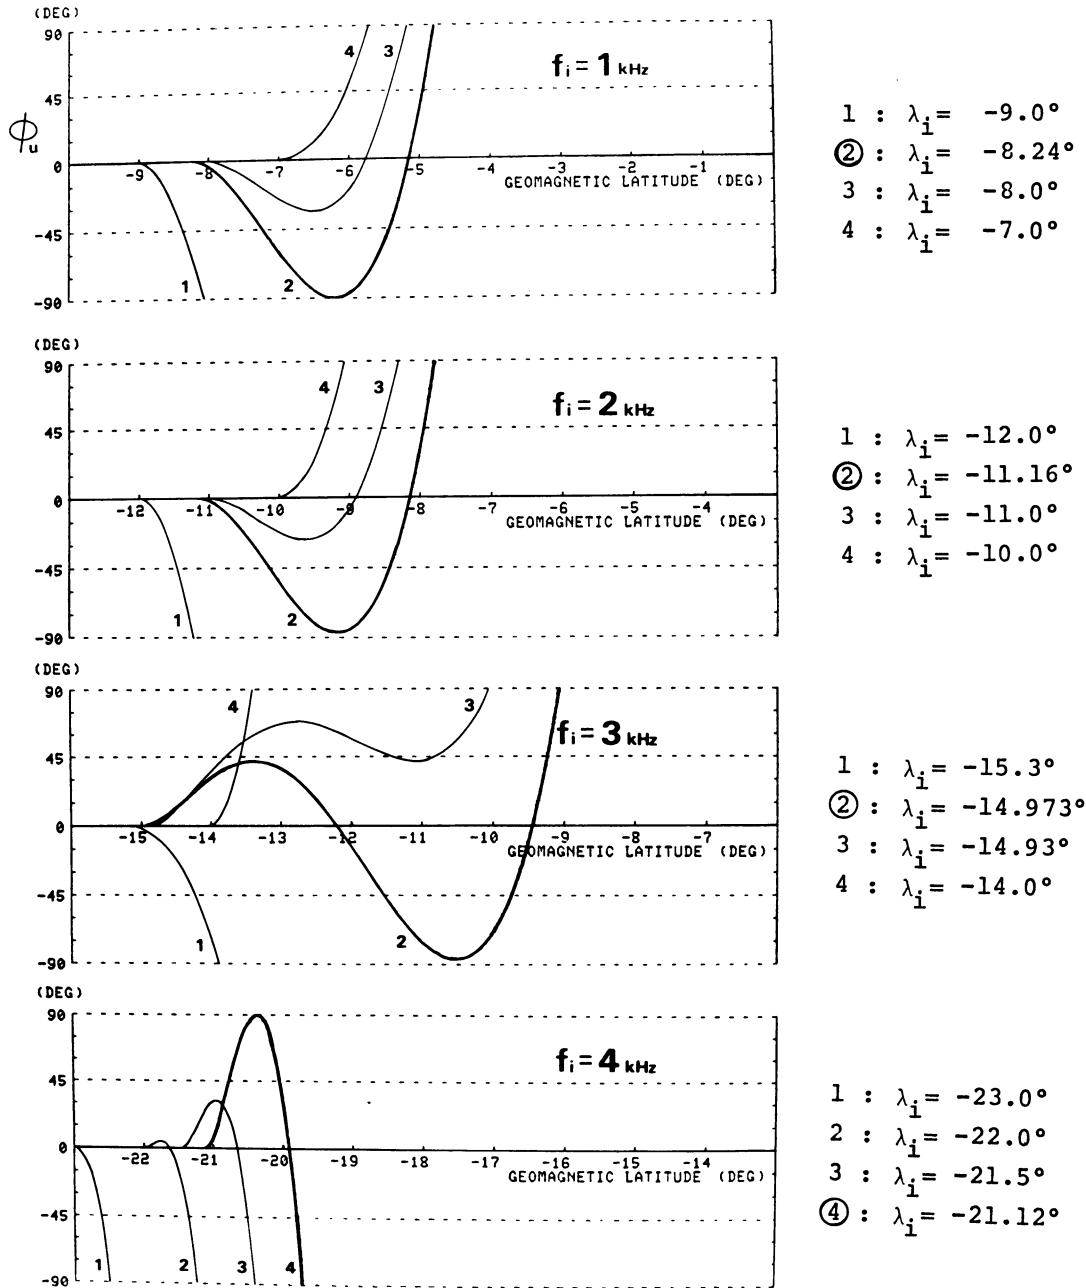 (DEG)
90
45
0
-45
-90
ϕu
fi = 1 kHz
4 3
1 2
-9 -8 -7 -6 -5 -4 -3 -2 -1
GEOMAGNETIC LATITUDE (DEG)
1 : λi= -9.0°
② : λi= -8.24°
3 : λi= -8.0°
4 : λi= -7.0°
(DEG)
90
45
0
-45
-90
fi = 2 kHz
4 3
1 2
-12 -11 -10 -9 -8 -7 -6 -5 -4
GEOMAGNETIC LATITUDE (DEG)
1 : λi= -12.0°
② : λi= -11.16°
3 : λi= -11.0°
4 : λi= -10.0°
(DEG)
90
45
0
-45
-90
fi = 3 kHz
4 3
1 2
-15 -14 -13 -12 -11 -10 -9 -8 -7
GEOMAGNETIC LATITUDE (DEG)
1 : λi= -15.3°
② : λi= -14.973°
3 : λi= -14.93°
4 : λi= -14.0°
(DEG)
90
45
0
-45
-90
fi = 4 kHz
-22 -21 -20 -19 -18 -17 -16 -15 -14
GEOMAGNETIC LATITUDE (DEG)
1 2 3 4
1 : λi= -23.0°
2 : λi= -22.0°
3 : λi= -21.5°
④ : λi= -21.12°